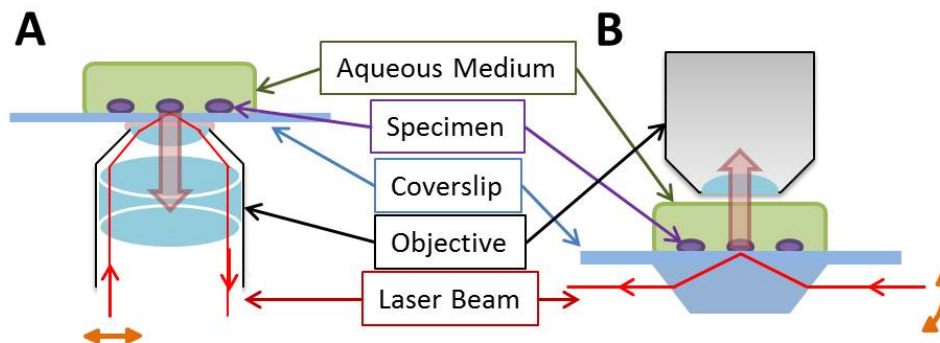 A
B
Aqueous Medium
Specimen
Coverslip
Objective
Laser Beam